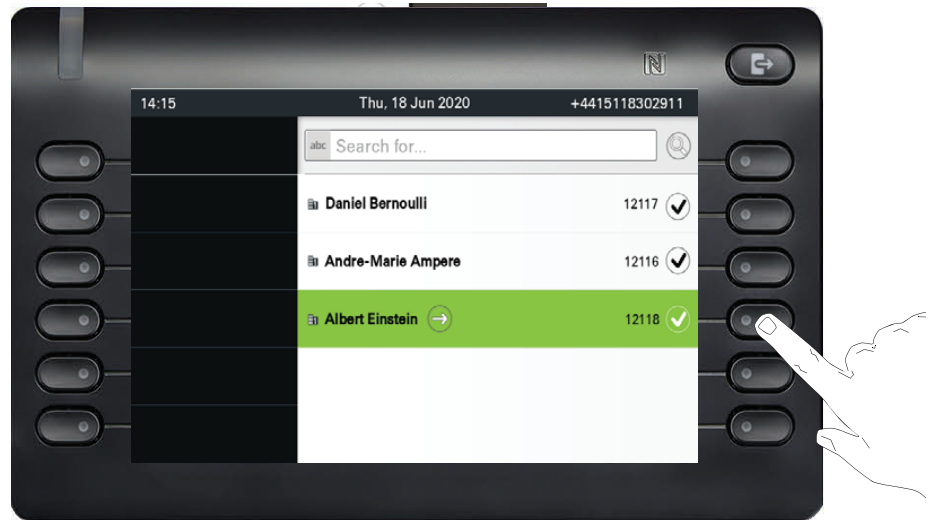 14:15 Thu, 18 Jun 2020 +4415118302911
abc Search for...
Daniel Bernoulli 12117
Andre-Marie Ampere 12116
Albert Einstein 12118